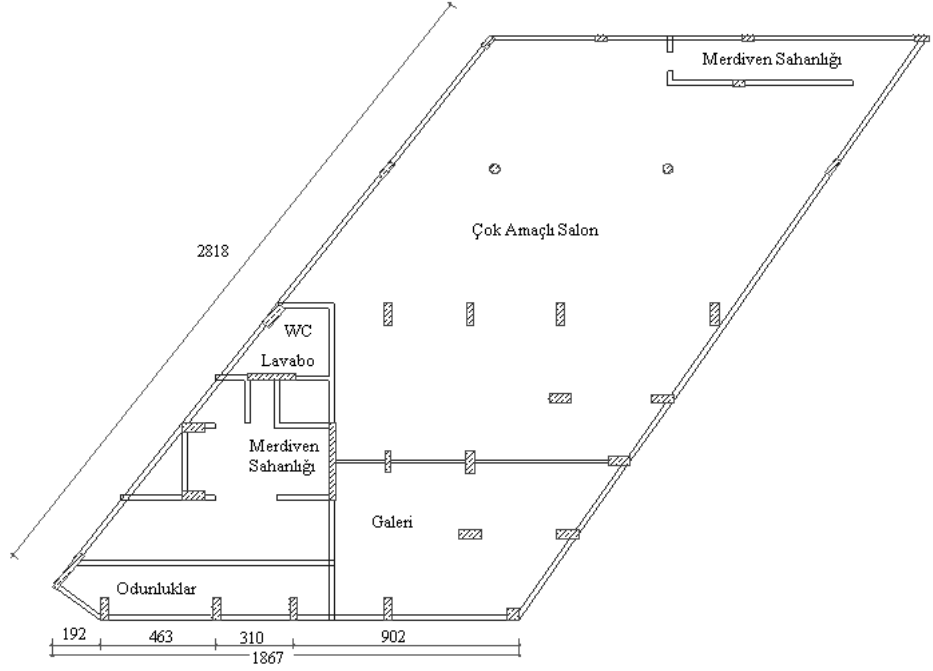 Merdiven Sahanlığı
Çok Amaçlı Salon
2818
WC
Lavabo
Merdiven
Sahanlığı
Galeri
Odunluklar
192
463
310
902
1867